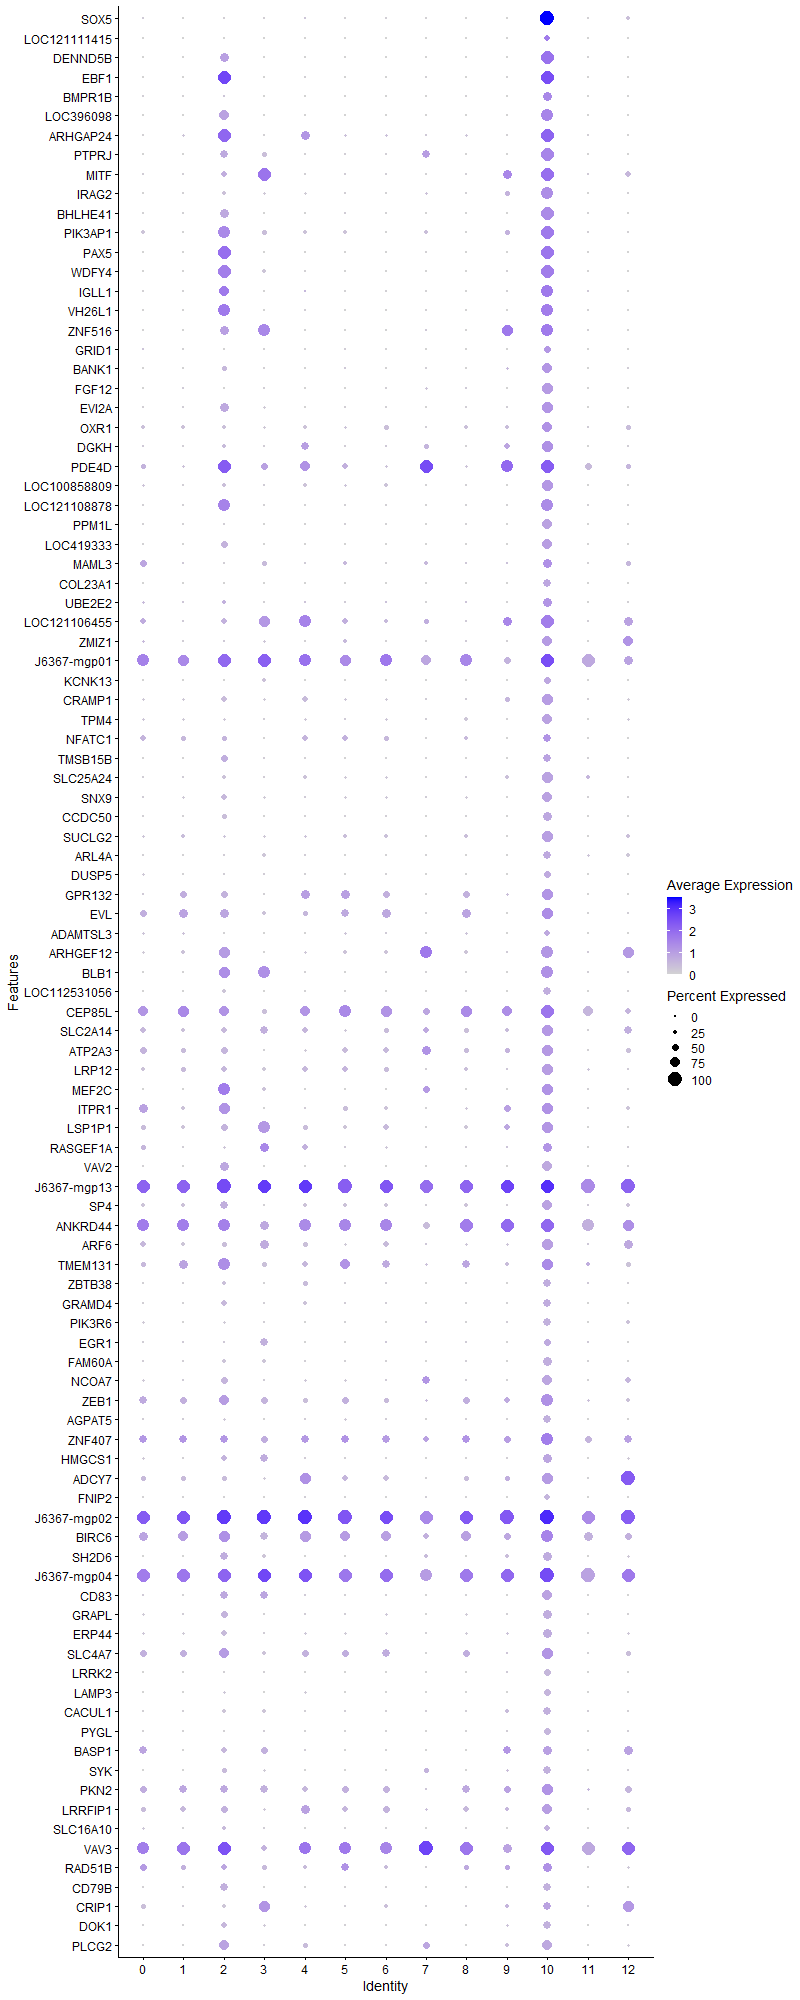 SOX5
LOC121111415
DENND5B
EBF1
BMPR1B
LOC396098
ARHGAP24
PTPRJ
MITF
IRAG2
BHLHE41
PIK3AP1
PAX5
WDFY4
IGLL1
VH26L1
ZNF516
GRID1
BANK1
FGF12
EVI2A
OXR1
DGKH
PDE4D
LOC100858809
LOC121108878
PPM1L
LOC419333
MAML3
COL23A1
UBE2E2
LOC121106455
ZMIZ1
J6367-mgp01
KCNK13
CRAMP1
TPM4
NFATC1
TMSB15B
SLC25A24
SNX9
CCDC50
SUCLG2
ARL4A
DUSP5
GPR132
EVL
ADAMTSL3
ARHGEF12
BLB1
LOC112531056
CEP85L
SLC2A14
ATP2A3
LRP12
MEF2C
ITPR1
LSP1P1
RASGEF1A
VAV2
J6367-mgp13
SP4
ANKRD44
ARF6
TMEM131
ZBTB38
GRAMD4
PIK3R6
EGR1
FAM60A
NCOA7
ZEB1
AGPAT5
ZNF407
HMGCS1
ADCY7
FNIP2
J6367-mgp02
BIRC6
SH2D6
J6367-mgp04
CD83
GRAPL
ERP44
SLC4A7
LRRK2
LAMP3
CACUL1
PYGL
BASP1
SYK
PKN2
LRRFIP1
SLC16A10
VAV3
RAD51B
CD79B
CRIP1
DOK1
PLCG2
Features
0 1 2 3 4 5 6 7 8 9 10 11 12
Identity
Average Expression
3
2
1
0
Percent Expressed
0
25
50
75
100